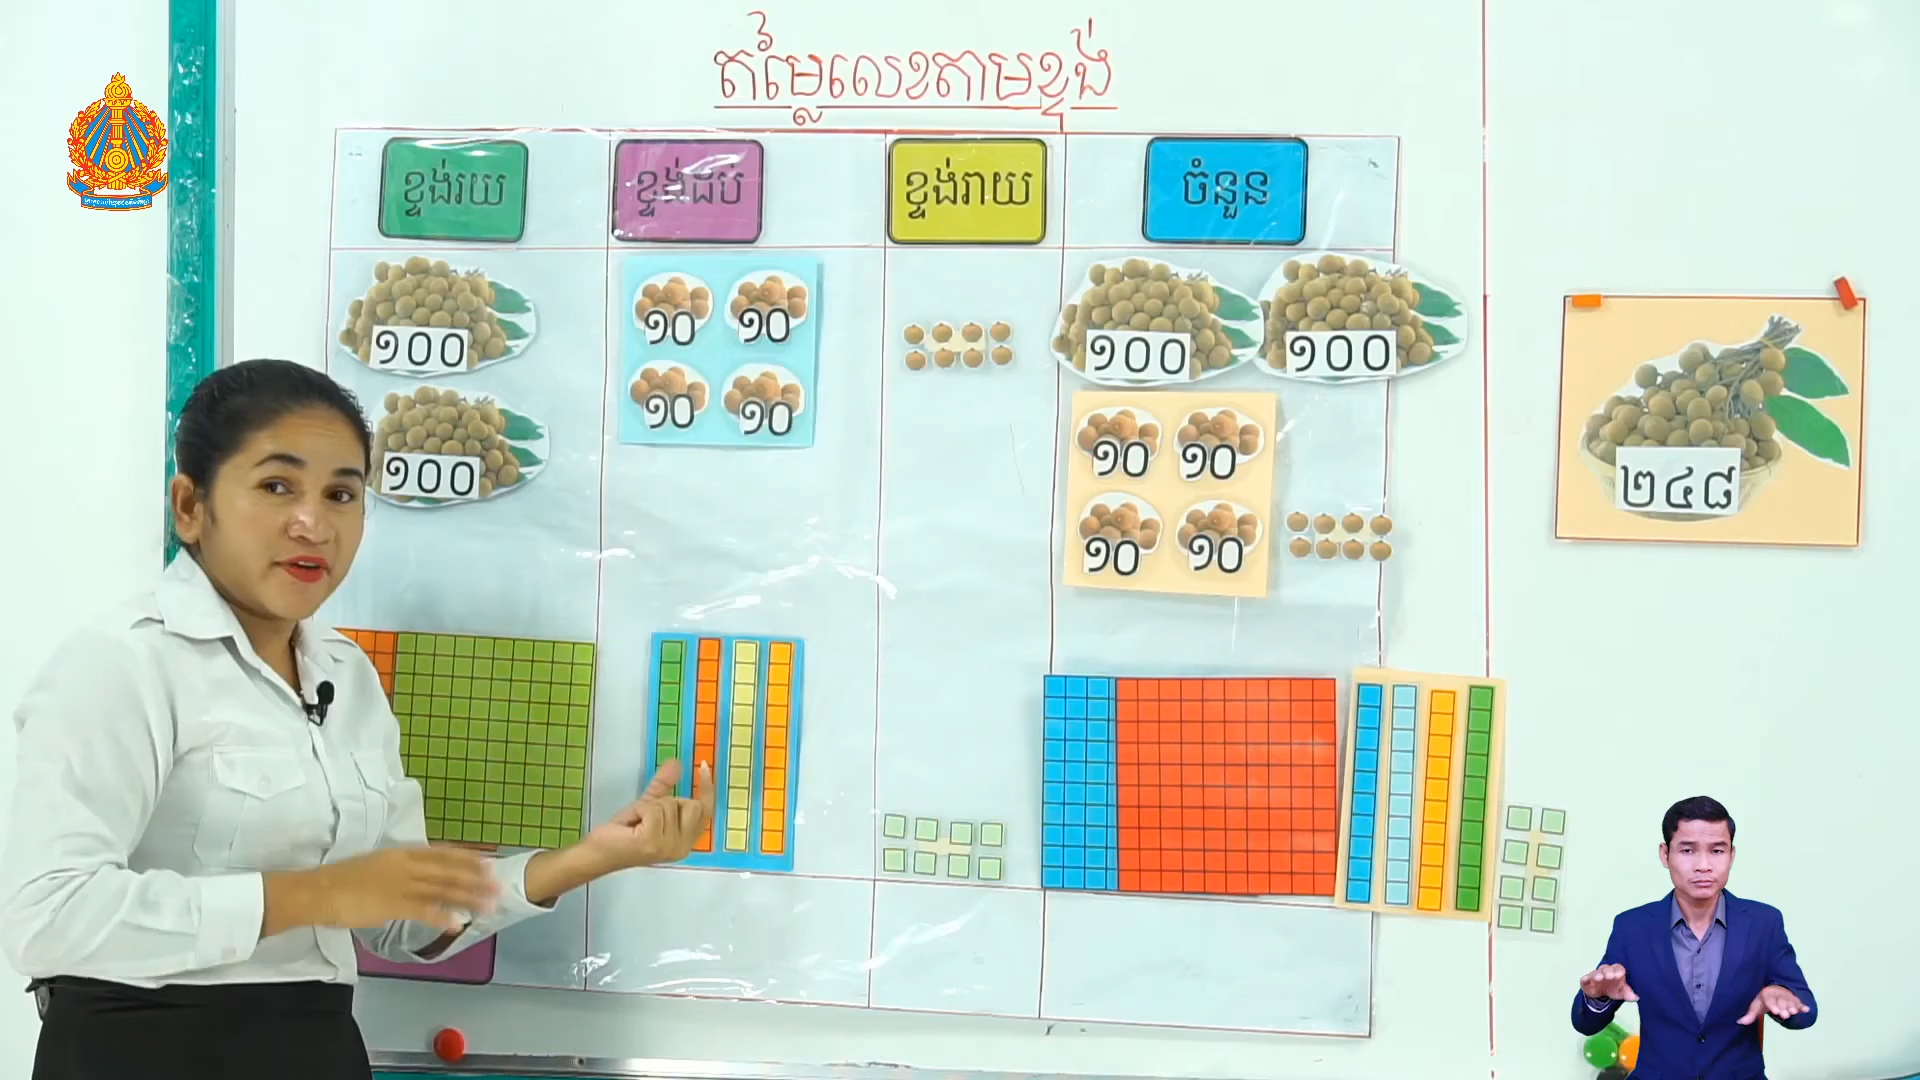 តម្លៃលេខតាមខ្ទង់
ខ្ទង់រយ ខ្ទង់ដប់ ខ្ទង់រាយ ចំនួន
១០០ ១០ ១០ ១០០ ១០០
១០០ ១០ ១០ ១០ ១០
១០ ១០
២៤៨